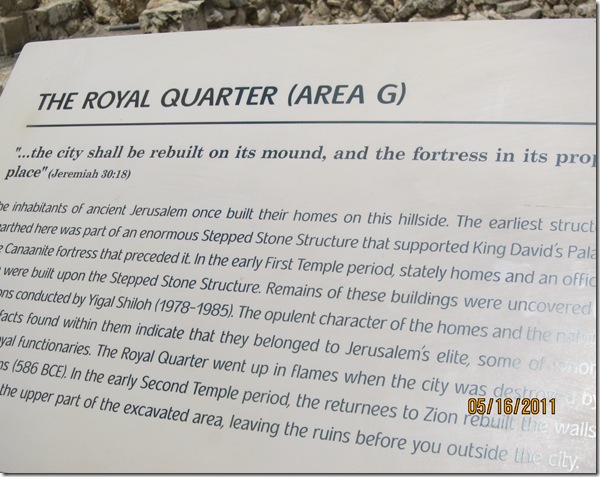 THE ROYAL QUARTER (AREA G)
"...the city shall be rebuilt on its mound, and the fortress in its prop
place" (Jeremiah 30:18)
he inhabitants of ancient Jerusalem once built their homes on this hillside. The earliest struct
earthed here was part of an enormous Stepped Stone Structure that supported King David's Pala
e Canaanite fortress that preceded it. In the early First Temple period, stately homes and an offic
were built upon the Stepped Stone Structure. Remains of these buildings were uncovered
ons conducted by Yigal Shiloh (1978-1985). The opulent character of the homes and the natu
facts found within them indicate that they belonged to Jerusalem's elite, some of whom
yal functionaries. The Royal Quarter went up in flames when the city was destroyed by
ns (586 BCE). In the early Second Temple period, the returnees to Zion rebuilt the walls
the upper part of the excavated area, leaving the ruins before you outside the city.
05/16/2011